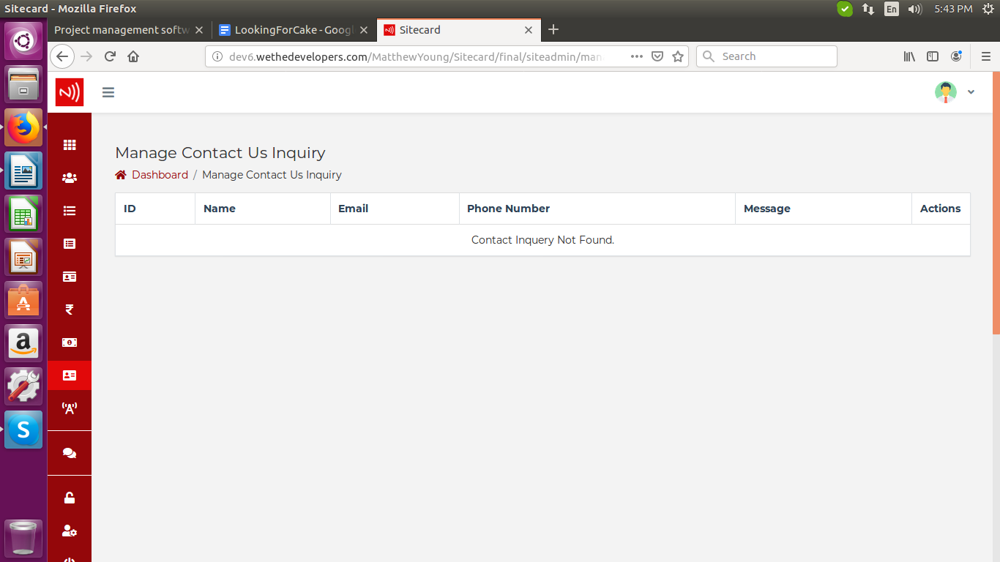 Sitecard - Mozilla Firefox
En
5:43 PM
Project management softw
LookingForCake - Googl
Sitecard
dev6.wethedevelopers.com/MatthewYoung/Sitecard/final/siteadmin/man
Search
Manage Contact Us Inquiry
Dashboard / Manage Contact Us Inquiry
ID Name Email Phone Number Message Actions
Contact Inquery Not Found.